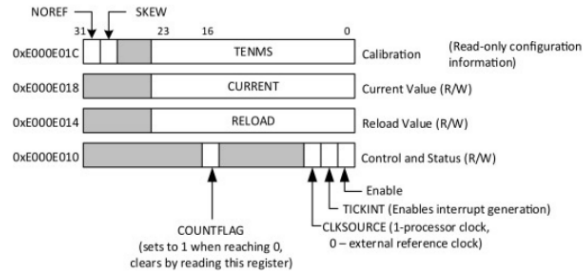 NOREF SKEW
31 23 16 0
0xE000E01C TENMS Calibration (Read-only configuration
information)
0xE000E018 CURRENT Current Value (R/W)
0xE000E014 RELOAD Reload Value (R/W)
0xE000E010 Control and Status (R/W)
Enable
TICKINT (Enables interrupt generation)
COUNTFLAG
(sets to 1 when reaching 0,
clears by reading this register)
CLKSOURCE (1-processor clock,
0 – external reference clock)